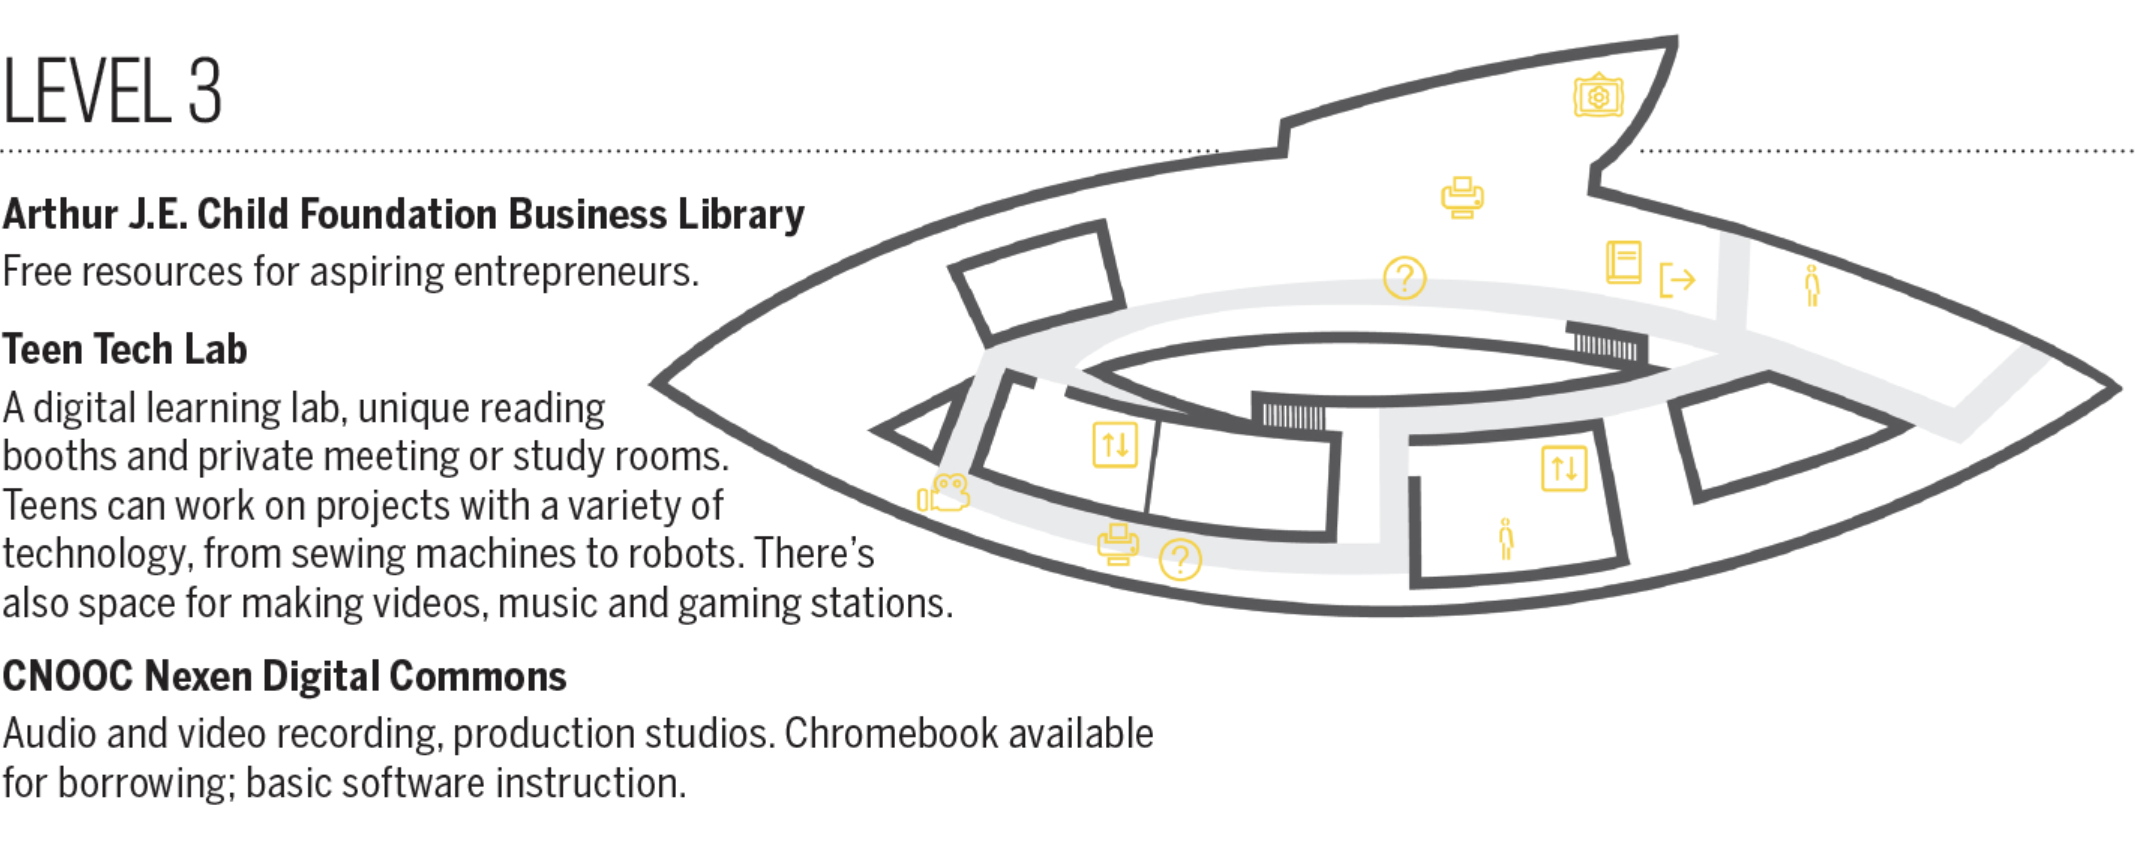 LEVEL 3
Arthur J.E. Child Foundation Business Library
Free resources for aspiring entrepreneurs.
Teen Tech Lab
A digital learning lab, unique reading
booths and private meeting or study rooms.
Teens can work on projects with a variety of
technology, from sewing machines to robots. There’s
also space for making videos, music and gaming stations.
CNOOC Nexen Digital Commons
Audio and video recording, production studios. Chromebook available
for borrowing; basic software instruction.